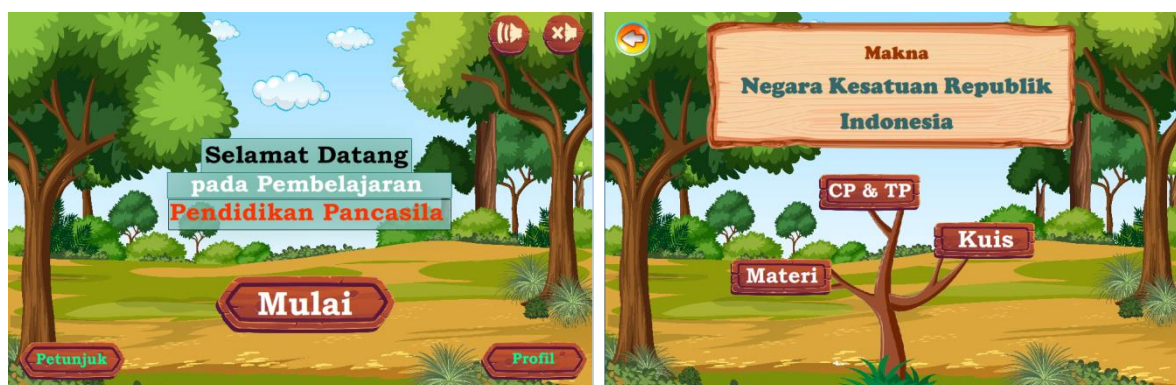 Selamat Datang
pada Pembelajaran
Pendidikan Pancasila
Mulai
Petunjuk
Profil
Makna
Negara Kesatuan Republik
Indonesia
CP & TP
Kuis
Materi